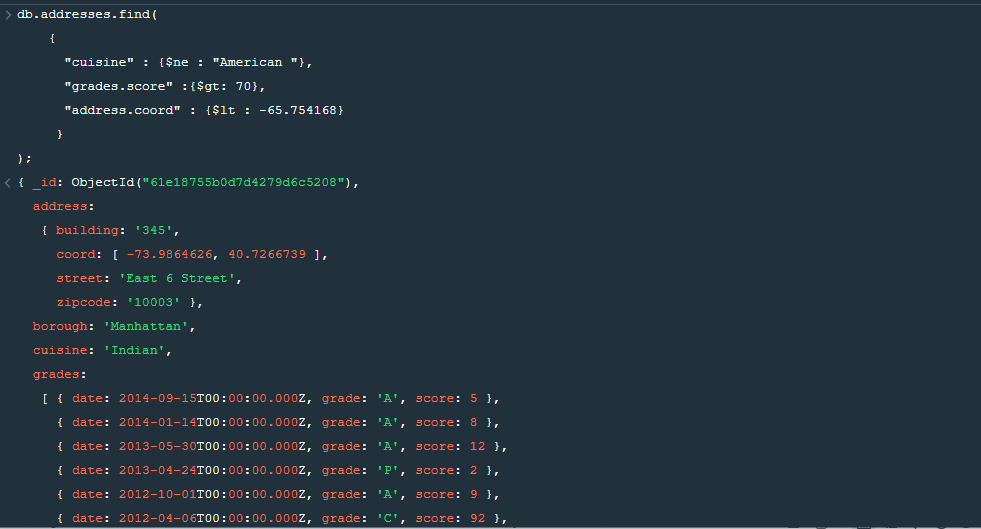 > db.addresses.find(
{
"cuisine" : {$ne : "American "},
"grades.score" :{$gt: 70},
"address.coord" : {$lt : -65.754168}
}
);
< { _id: ObjectId("61e18755b0d7d4279d6c5208"),
address:
{ building: '345',
coord: [ -73.9864626, 40.7266739 ],
street: 'East 6 Street',
zipcode: '10003' },
borough: 'Manhattan',
cuisine: 'Indian',
grades:
[ { date: 2014-09-15T00:00:00.000Z, grade: 'A', score: 5 },
{ date: 2014-01-14T00:00:00.000Z, grade: 'A', score: 8 },
{ date: 2013-05-30T00:00:00.000Z, grade: 'A', score: 12 },
{ date: 2013-04-24T00:00:00.000Z, grade: 'P', score: 2 },
{ date: 2012-10-01T00:00:00.000Z, grade: 'A', score: 9 },
{ date: 2012-04-06T00:00:00.000Z, grade: 'C', score: 92 },